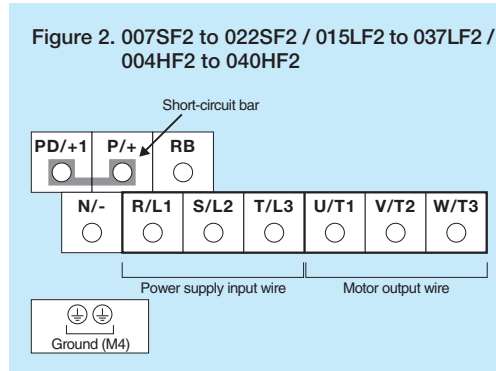 Figure 2. 007SF2 to 022SF2 / 015LF2 to 037LF2 /
004HF2 to 040HF2
Short-circuit bar
PD/+1 P/+ RB
N/- R/L1 S/L2 T/L3 U/T1 V/T2 W/T3
Power supply input wire Motor output wire
Ground (M4)